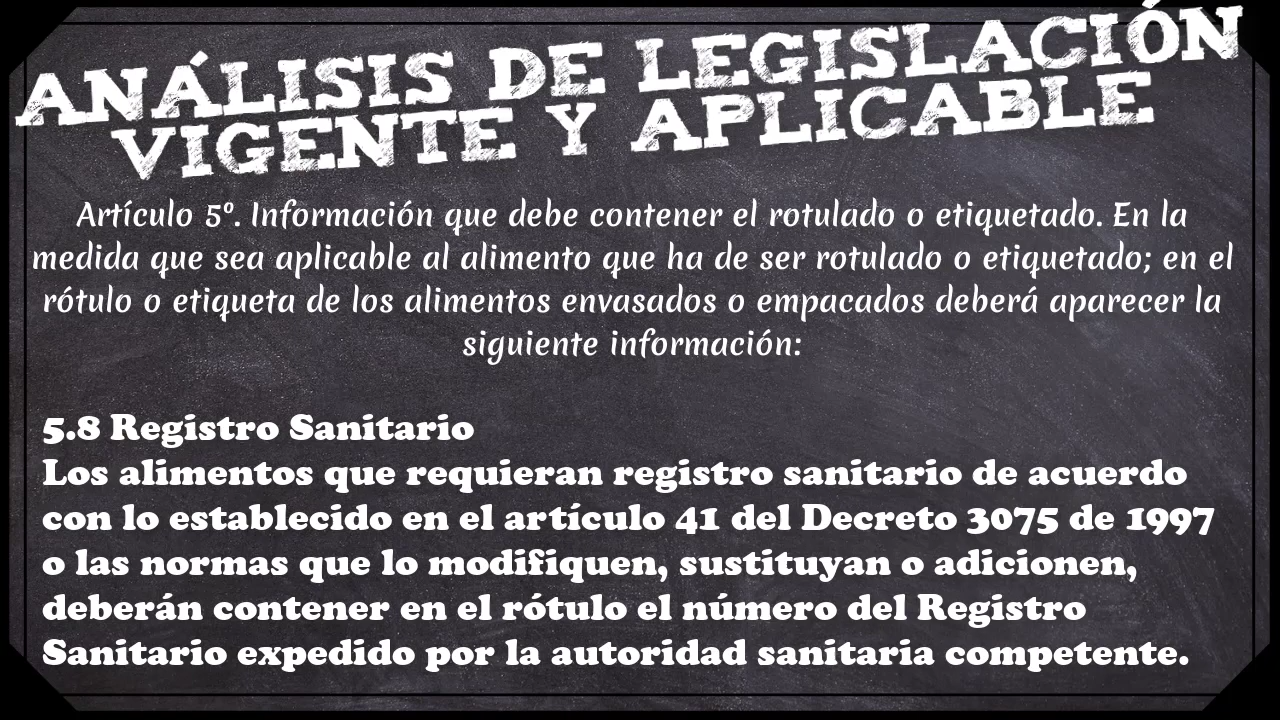 ANÁLISIS DE LEGISLACIÓN
VIGENTE Y APLICABLE
Artículo 5º. Información que debe contener el rotulado o etiquetado. En la
medida que sea aplicable al alimento que ha de ser rotulado o etiquetado; en el
rótulo o etiqueta de los alimentos envasados o empacados deberá aparecer la
siguiente información:
5.8 Registro Sanitario
Los alimentos que requieran registro sanitario de acuerdo
con lo establecido en el artículo 41 del Decreto 3075 de 1997
o las normas que lo modifiquen, sustituyan o adicionen,
deberán contener en el rótulo el número del Registro
Sanitario expedido por la autoridad sanitaria competente.